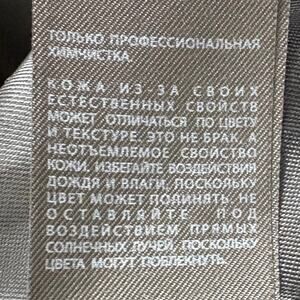 ТОЛЬКО ПРОФЕССИОНАЛЬНАЯ
ХИМЧИСТКА.
КОЖА ИЗ-ЗА СВОИХ
ЕСТЕСТВЕННЫХ СВОЙСТВ
МОЖЕТ ОТЛИЧАТЬСЯ ПО ЦВЕТУ
И ТЕКСТУРЕ. ЭТО НЕ БРАК, А
НЕОТЪЕМЛЕМОЕ СВОЙСТВО
КОЖИ. ИЗБЕГАЙТЕ ВОЗДЕЙСТВИЯ
ДОЖДЯ И ВЛАГИ, ПОСКОЛЬКУ
ЦВЕТ МОЖЕТ ПОЛИНЯТЬ. НЕ
ОСТАВЛЯЙТЕ ПОД
ВОЗДЕЙСТВИЕМ ПРЯМЫХ
СОЛНЕЧНЫХ ЛУЧЕЙ, ПОСКОЛЬКУ
ЦВЕТА МОГУТ ПОБЛЕКНУТЬ.